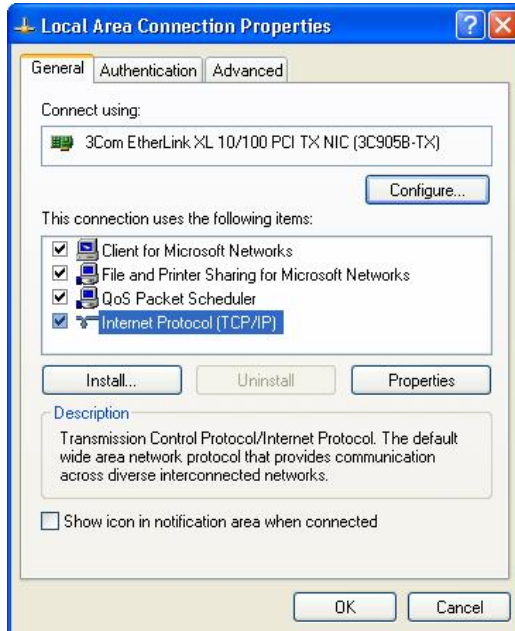 Local Area Connection Properties
General Authentication Advanced
Connect using:
3Com EtherLink XL 10/100 PCI TX NIC (3C905B-TX)
Configure...
This connection uses the following items:
Client for Microsoft Networks
File and Printer Sharing for Microsoft Networks
QoS Packet Scheduler
Internet Protocol (TCP/IP)
Install... Uninstall Properties
Description
Transmission Control Protocol/Internet Protocol. The default
wide area network protocol that provides communication
across diverse interconnected networks.
Show icon in notification area when connected
OK Cancel